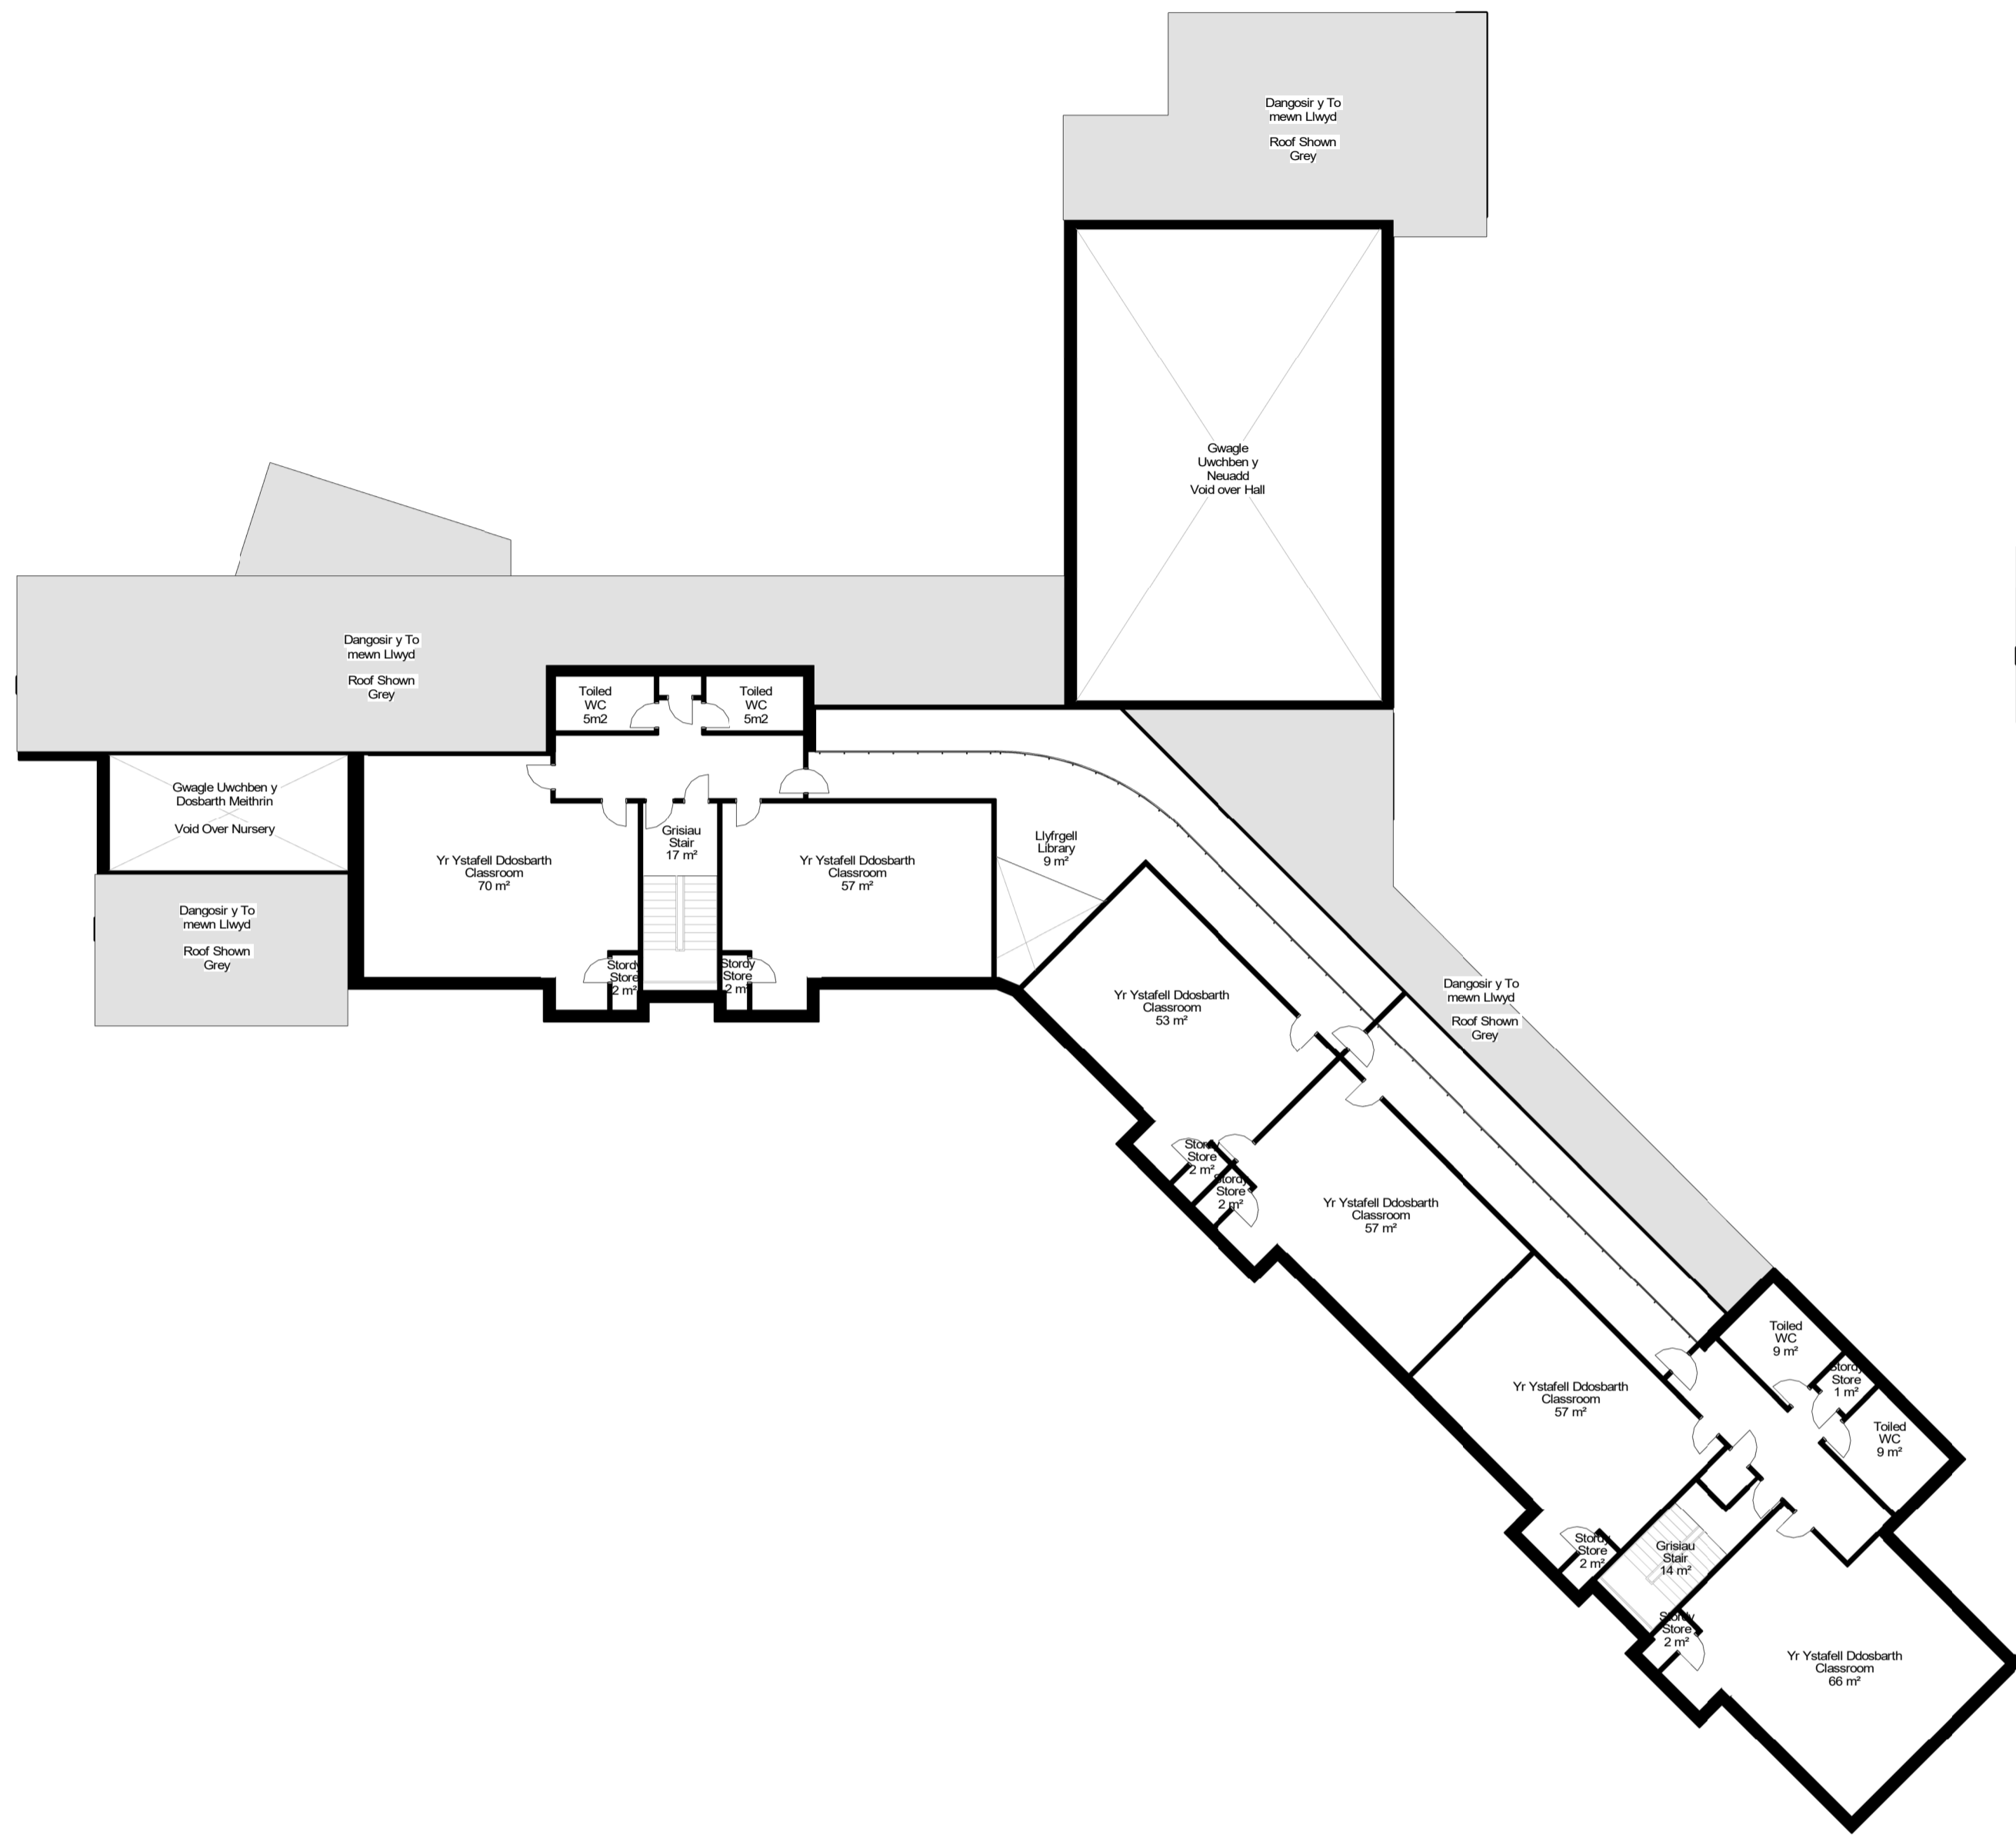 Dangosir y To
mewn Llwyd
Roof Shown
Grey
Gwagle
Uwchben y
Neuadd
Void over Hall
Dangosir y To
mewn Llwyd
Roof Shown
Grey
Toiled
WC
5m2
Toiled
WC
5m2
Gwagle Uwchben y
Dosbarth Meithrin
Void Over Nursery
Yr Ystafell Ddosbarth
Classroom
70 m²
Grisiau
Stair
17 m²
Yr Ystafell Ddosbarth
Classroom
57 m²
Llyfrgell
Library
9 m²
Dangosir y To
mewn Llwyd
Roof Shown
Grey
Stordy
Store
2 m²
Stordy
Store
2 m²
Yr Ystafell Ddosbarth
Classroom
53 m²
Dangosir y To
mewn Llwyd
Roof Shown
Grey
Stordy
Store
2 m²
Stordy
Store
2 m²
Yr Ystafell Ddosbarth
Classroom
57 m²
Toiled
WC
9 m²
Stordy
Store
1 m²
Yr Ystafell Ddosbarth
Classroom
57 m²
Toiled
WC
9 m²
Stordy
Store
2 m²
Grisiau
Stair
14 m²
Stordy
Store
2 m²
Yr Ystafell Ddosbarth
Classroom
66 m²